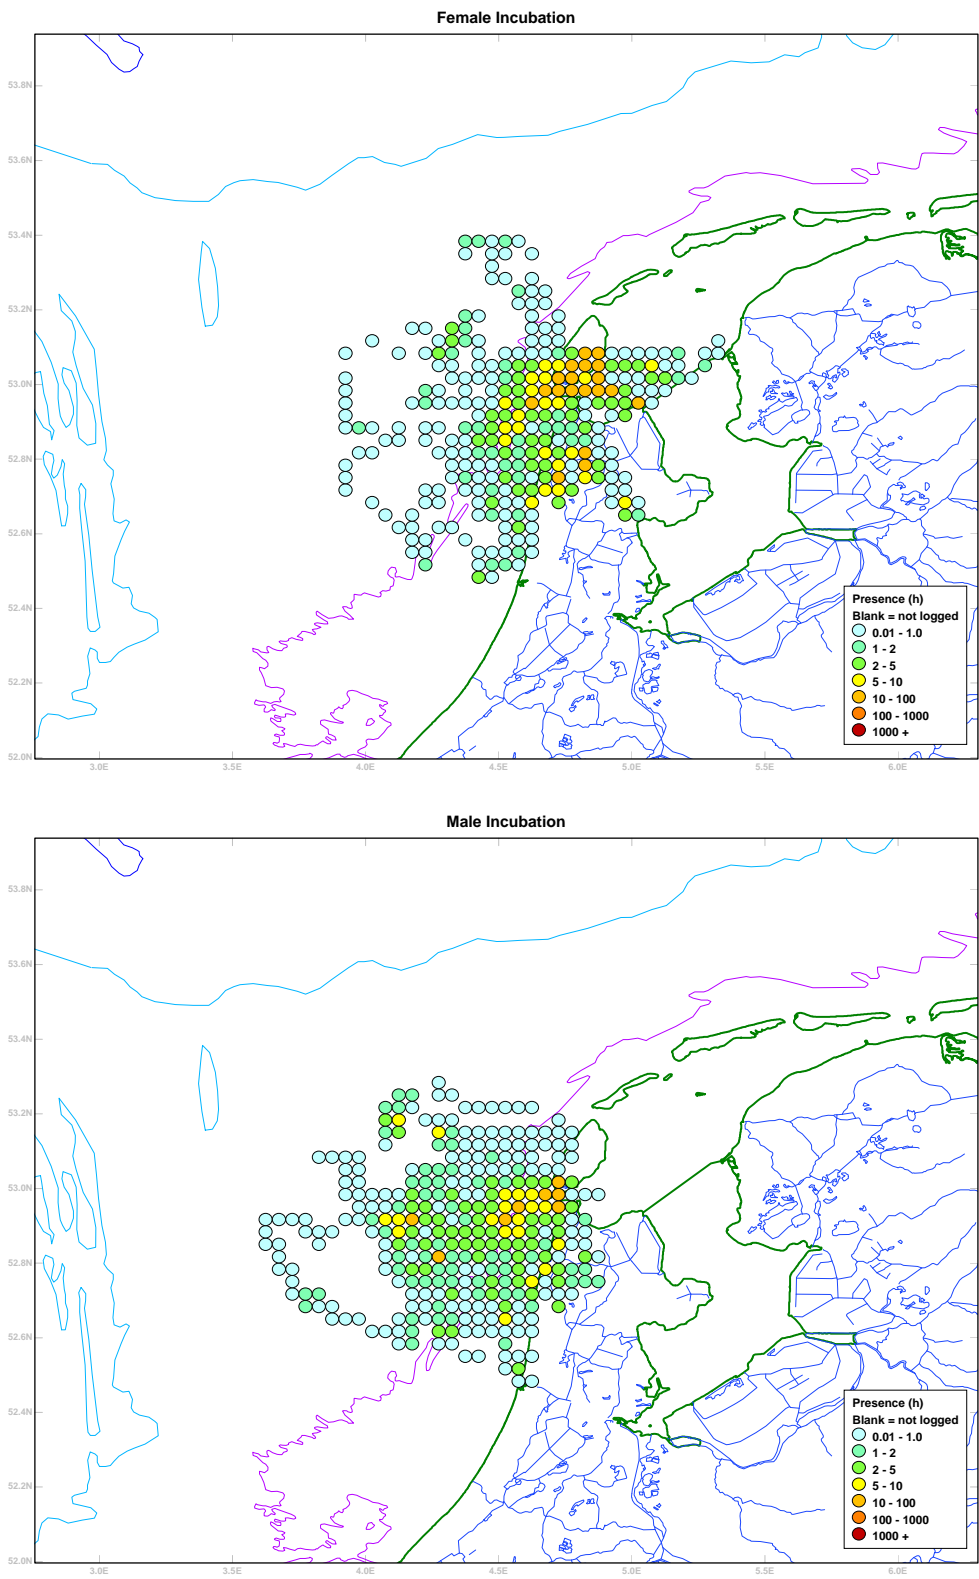 Female Incubation
53.8N
53.6N
53.4N
53.2N
53.0N
52.8N
52.6N
52.4N
52.2N
52.0N
3.0E 3.5E 4.0E 4.5E 5.0E 5.5E 6.0E
Presence (h)
Blank = not logged
0.01 - 1.0
1 - 2
2 - 5
5 - 10
10 - 100
100 - 1000
1000 +
Male Incubation
53.8N
53.6N
53.4N
53.2N
53.0N
52.8N
52.6N
52.4N
52.2N
52.0N
3.0E 3.5E 4.0E 4.5E 5.0E 5.5E 6.0E
Presence (h)
Blank = not logged
0.01 - 1.0
1 - 2
2 - 5
5 - 10
10 - 100
100 - 1000
1000 +